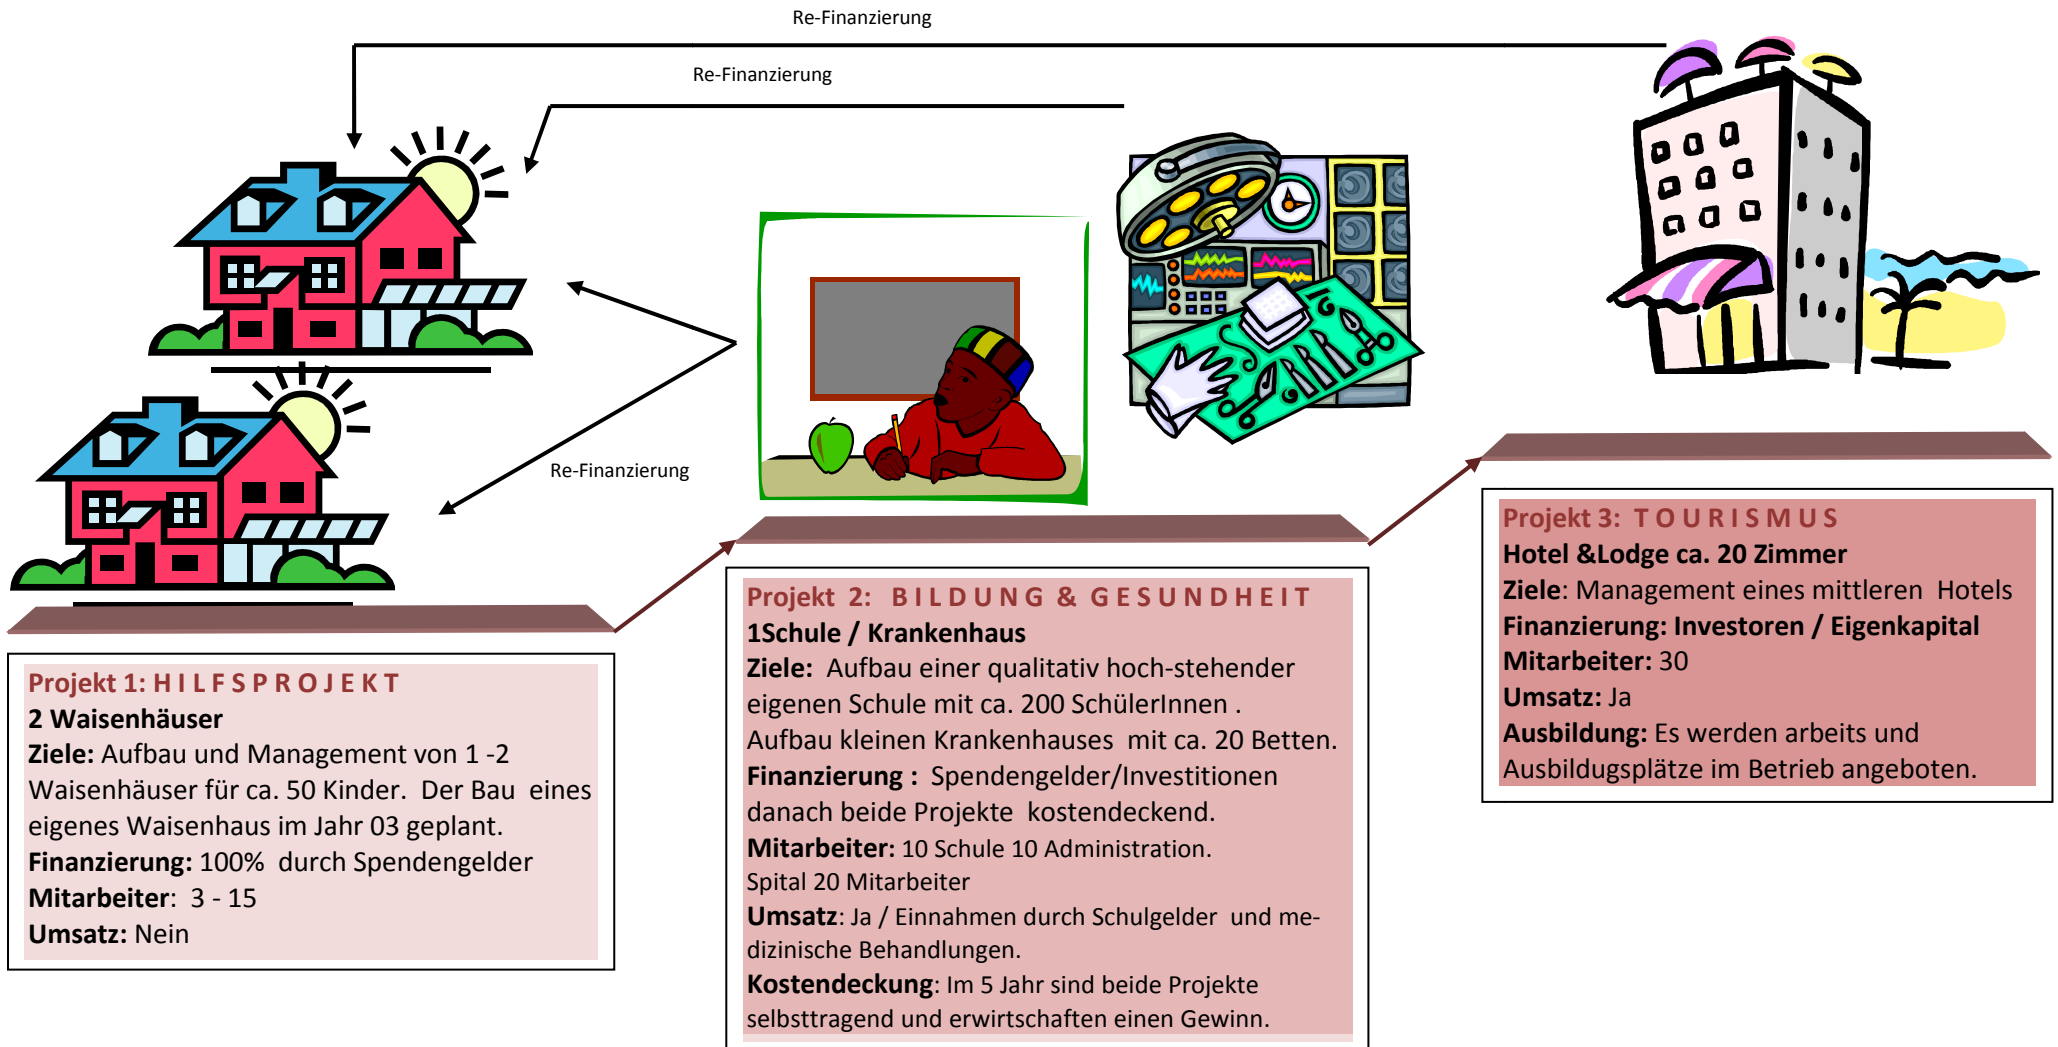 Re-Finanzierung
Re-Finanzierung
Re-Finanzierung
Projekt 1: H I L F S P R O J E K T
2 Waisenhäuser
Ziele: Aufbau und Management von 1 -2
Waisenhäuser für ca. 50 Kinder. Der Bau eines
eigenes Waisenhaus im Jahr 03 geplant.
Finanzierung: 100% durch Spendengelder
Mitarbeiter: 3 - 15
Umsatz: Nein
Projekt 2: B I L D U N G & G E S U N D H E I T
1Schule / Krankenhaus
Ziele: Aufbau einer qualitativ hoch-stehender
eigenen Schule mit ca. 200 SchülerInnen .
Aufbau kleinen Krankenhauses mit ca. 20 Betten.
Finanzierung : Spendengelder/Investitionen
danach beide Projekte kostendeckend.
Mitarbeiter: 10 Schule 10 Administration.
Spital 20 Mitarbeiter
Umsatz: Ja / Einnahmen durch Schulgelder und me-
dizinische Behandlungen.
Kostendeckung: Im 5 Jahr sind beide Projekte
selbsttragend und erwirtschaften einen Gewinn.
Projekt 3: T O U R I S M U S
Hotel &Lodge ca. 20 Zimmer
Ziele: Management eines mittleren Hotels
Finanzierung: Investoren / Eigenkapital
Mitarbeiter: 30
Umsatz: Ja
Ausbildung: Es werden arbeits und
Ausbildugsplätze im Betrieb angeboten.